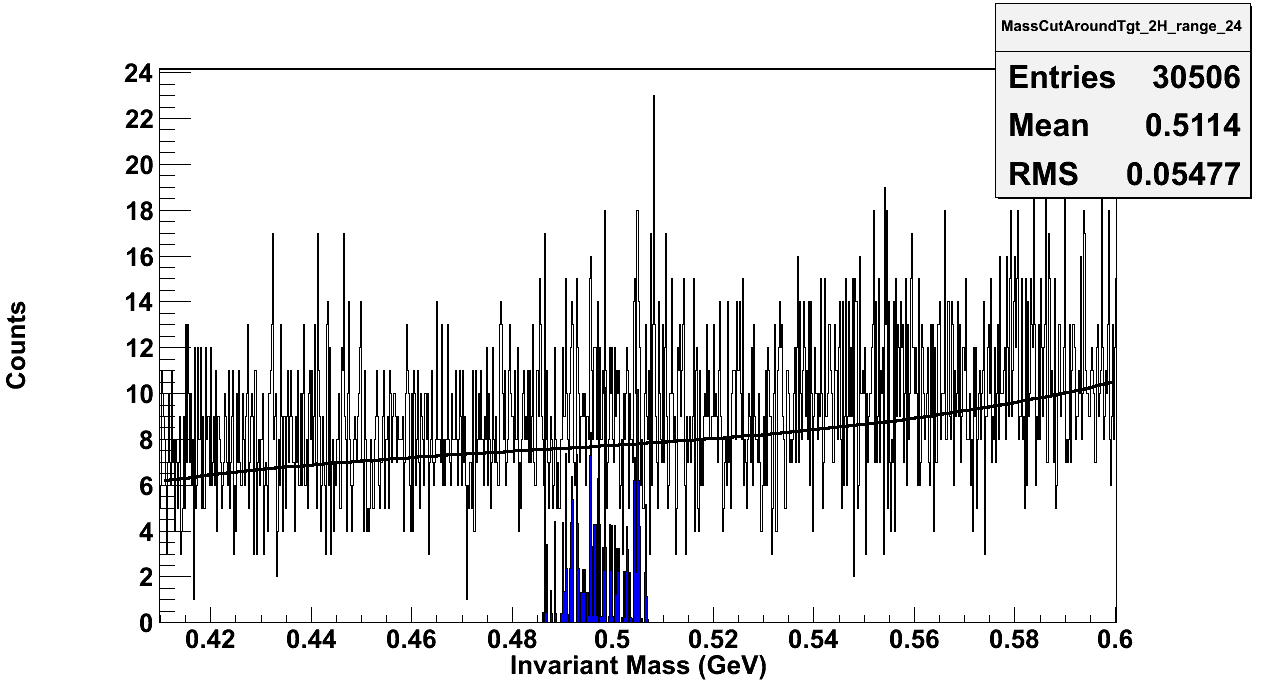 MassCutAroundTgt_2H_range_24
Entries 30506
Mean 0.5114
RMS 0.05477
24
22
20
18
16
14
12
10
8
6
4
2
0
Counts
0.42 0.44 0.46 0.48 0.5 0.52 0.54 0.56 0.58 0.6
Invariant Mass (GeV)